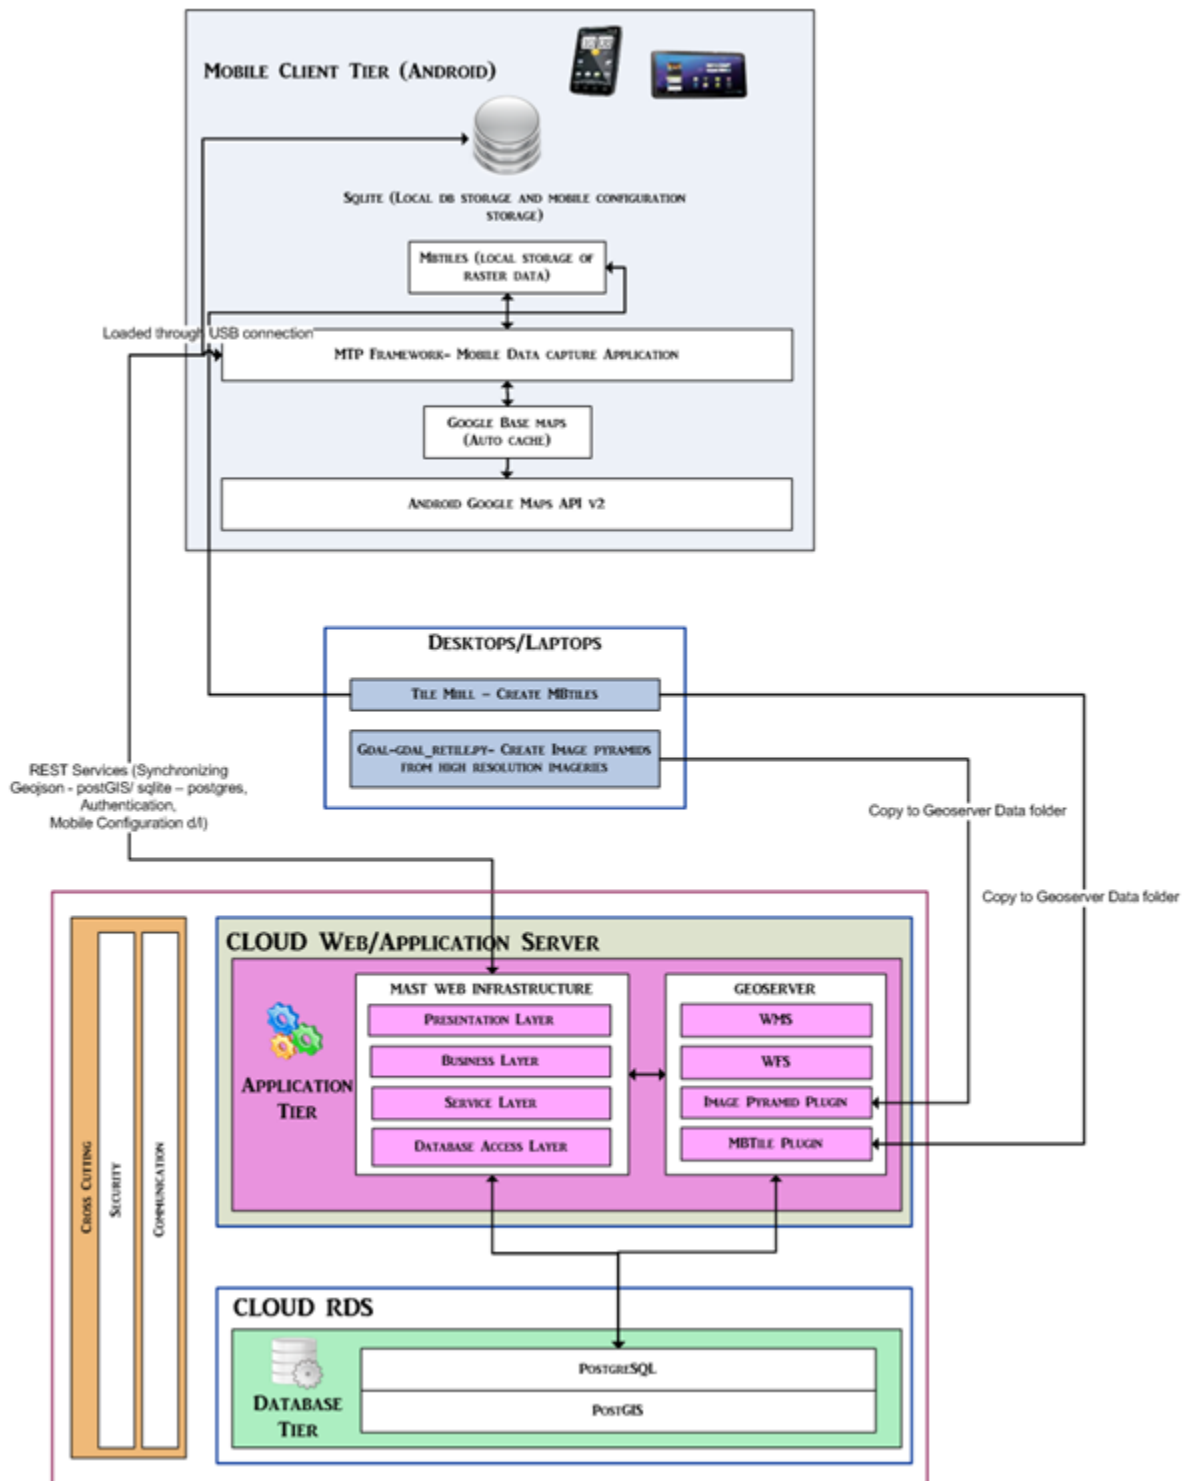 Mobile Client Tier (Android)
Sqlite (Local db storage and mobile configuration
storage)
Mbtiles (local storage of
raster data)
Loaded through USB connection
MTP Framework- Mobile Data capture Application
Google Base maps
(Auto cache)
Android Google Maps API v2
Desktops/Laptops
Tile Miill – Create MBtiles
Gdal-gdal_retile.py- Create Image pyramids
from high resolution imageries
REST Services (Synchronizing
Geojson - postGIS/ sqlite – postgres,
Authentication,
Mobile Configuration d/l)
Copy to Geoserver Data folder
Copy to Geoserver Data folder
CLOUD Web/Application Server
MAST WEB INFRASTRUCTURE
Presentation Layer
Business Layer
Service Layer
Database Access Layer
Application
Tier
GEOSERVER
WMS
WFS
Image Pyramid Plugin
MBTile Plugin
Cross Cutting
Security
Communication
CLOUD RDS
Database
Tier
PostgreSQL
PostGIS